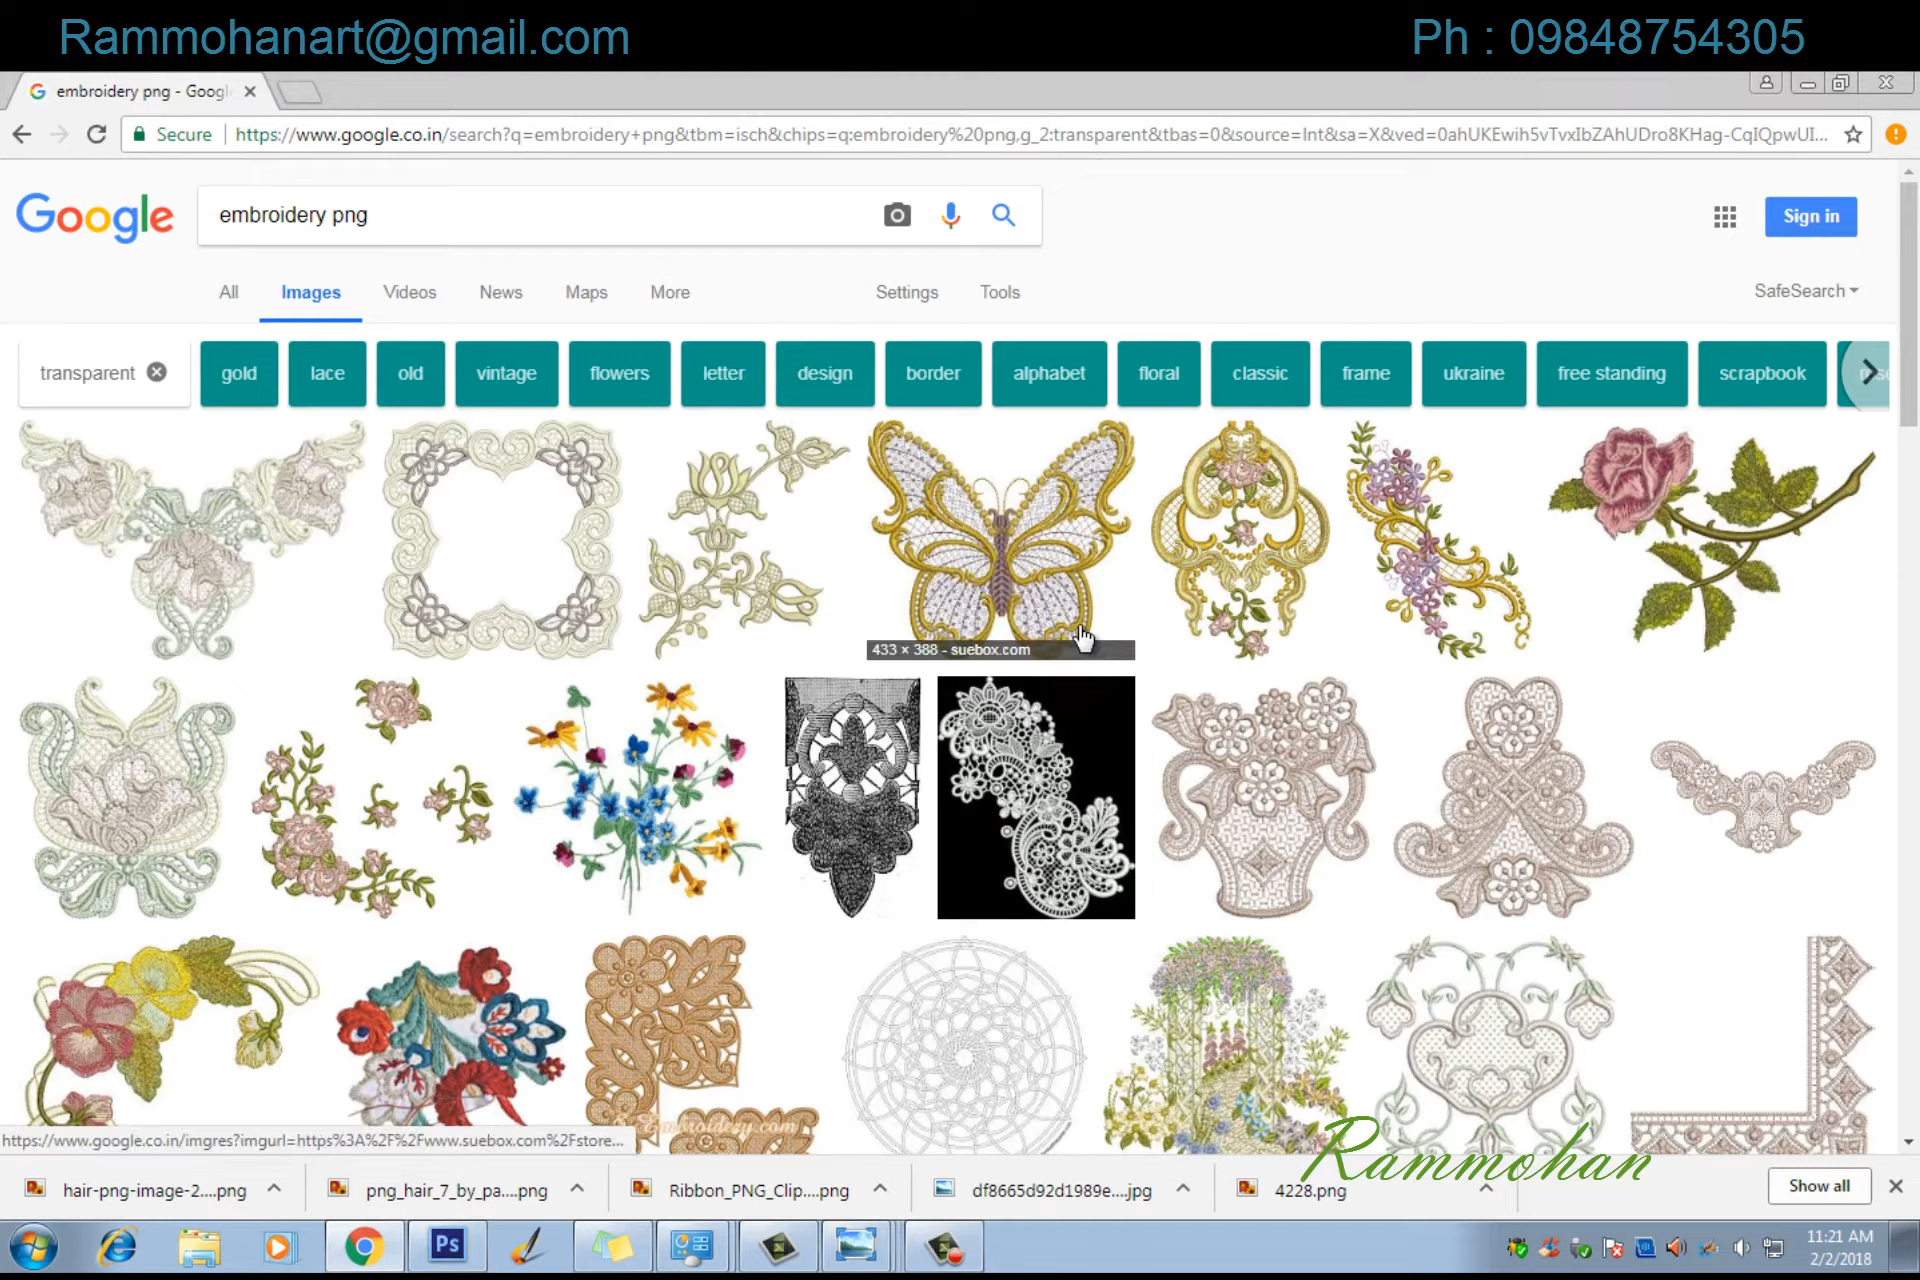 Rammohanart@gmail.com
Ph : 09848754305
embroidery png - Googl
Secure
https://www.google.co.in/search?q=embroidery+png&tbm=isch&chips=q:embroidery%20png,g_2:transparent&tbas=0&source=lnt&sa=X&ved=0ahUKEwih5vTvxIbZAhUDro8KHag-CqIQpwUI...
Google
embroidery png
Sign in
All
Images
Videos
News
Maps
More
Settings
Tools
SafeSearch
transparent
gold
lace
old
vintage
flowers
letter
design
border
alphabet
floral
classic
frame
ukraine
free standing
scrapbook
433 × 388 - suebox.com
Embroidezy.com
https://www.google.co.in/imgres?imgurl=https%3A%2F%2Fwww.suebox.com%2Fstore...
Rammohan
hair-png-image-2....png
png_hair_7_by_pa....png
Ribbon_PNG_Clip....png
df8665d92d1989e....jpg
4228.png
Show all
Ps
11:21 AM
2/2/2018